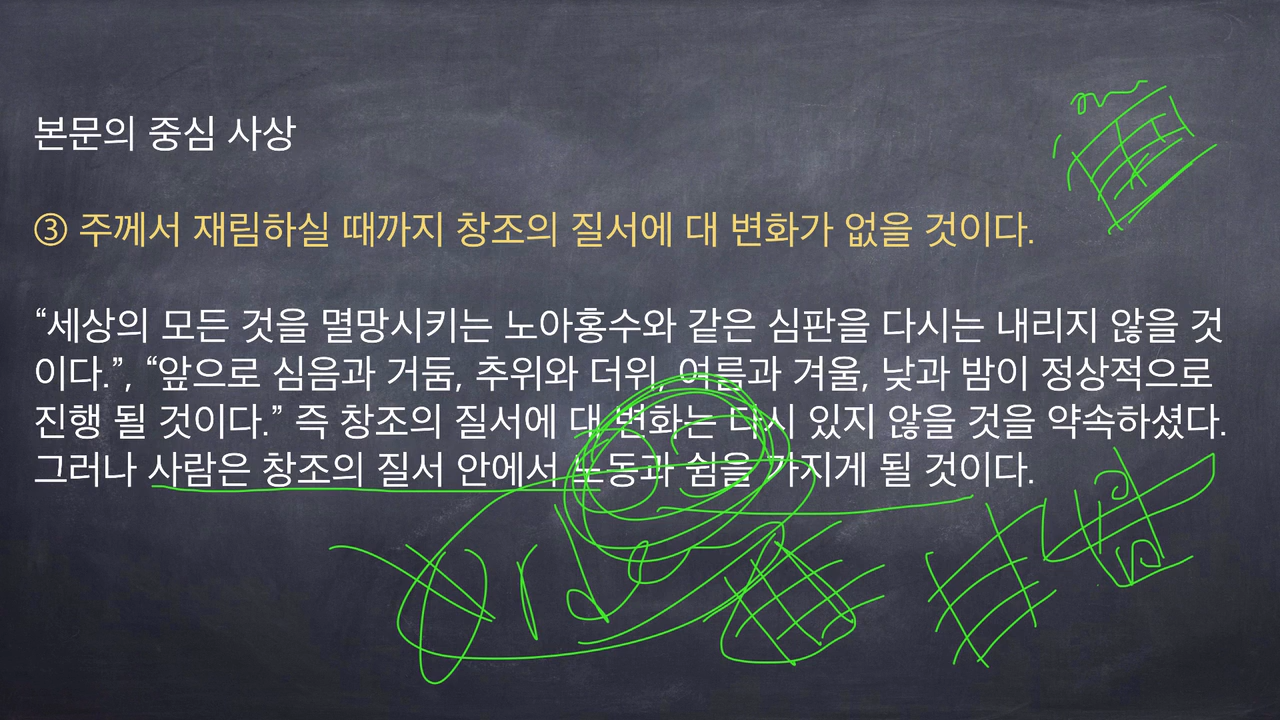 본문의 중심 사상
③ 주께서 재림하실 때까지 창조의 질서에 대 변화가 없을 것이다.
“세상의 모든 것을 멸망시키는 노아홍수와 같은 심판을 다시는 내리지 않을 것
이다.”, “앞으로 심음과 거둠, 추위와 더위, 여름과 겨울, 낮과 밤이 정상적으로
진행 될 것이다.” 즉 창조의 질서에 대 변화는 다시 있지 않을 것을 약속하셨다.
그러나 사람은 창조의 질서 안에서 노동과 쉼을 가지게 될 것이다.